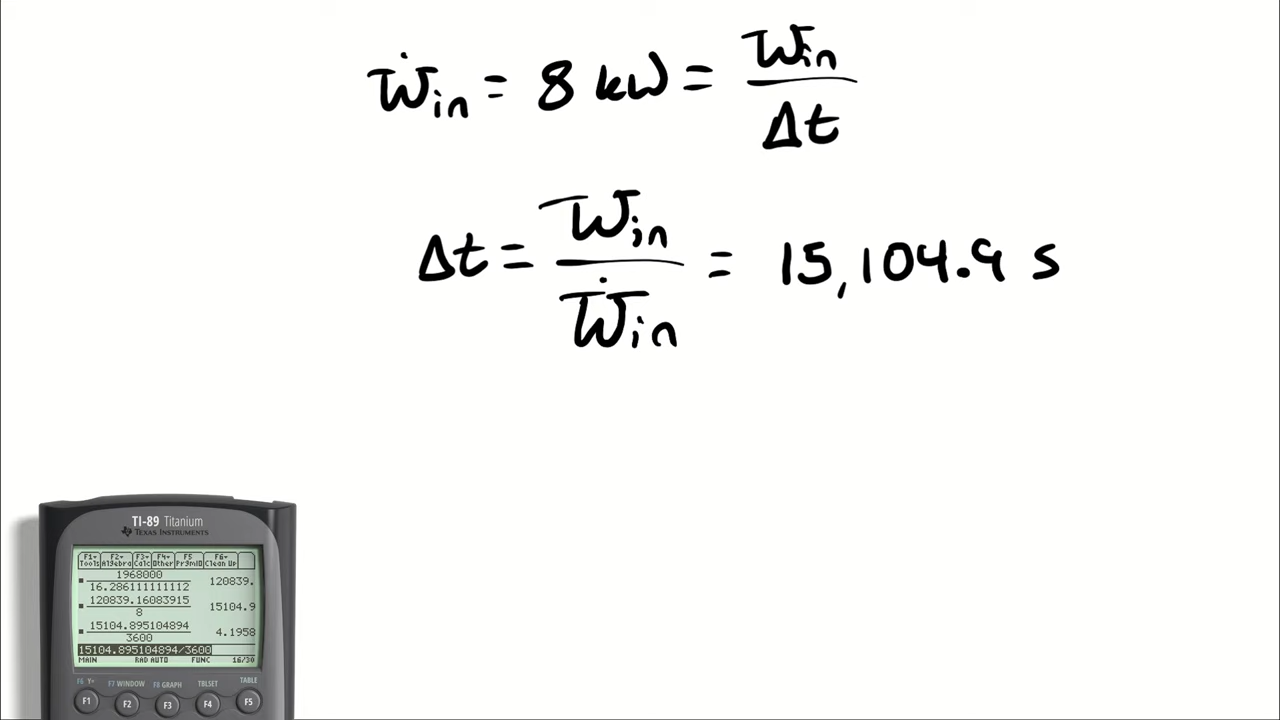 Ẇin = 8 kW = Win / Δt
Δt = Win / Ẇin = 15,104.9 s
TI-89 Titanium
TEXAS INSTRUMENTS
F1▾ F2▾ F3▾ F4▾ F5 F6▾
Tools Algebra Calc Other PrgmIO Clean Up
1968000 / 16.286111111112 120839.
120839.16083915 / 8 15104.9
15104.895104894 / 3600 4.1958
15104.895104894/3600
MAIN RAD AUTO FUNC 16/30
F6 Y= F7 WINDOW F8 GRAPH TBLSET TABLE
F1 F2 F3 F4 F5